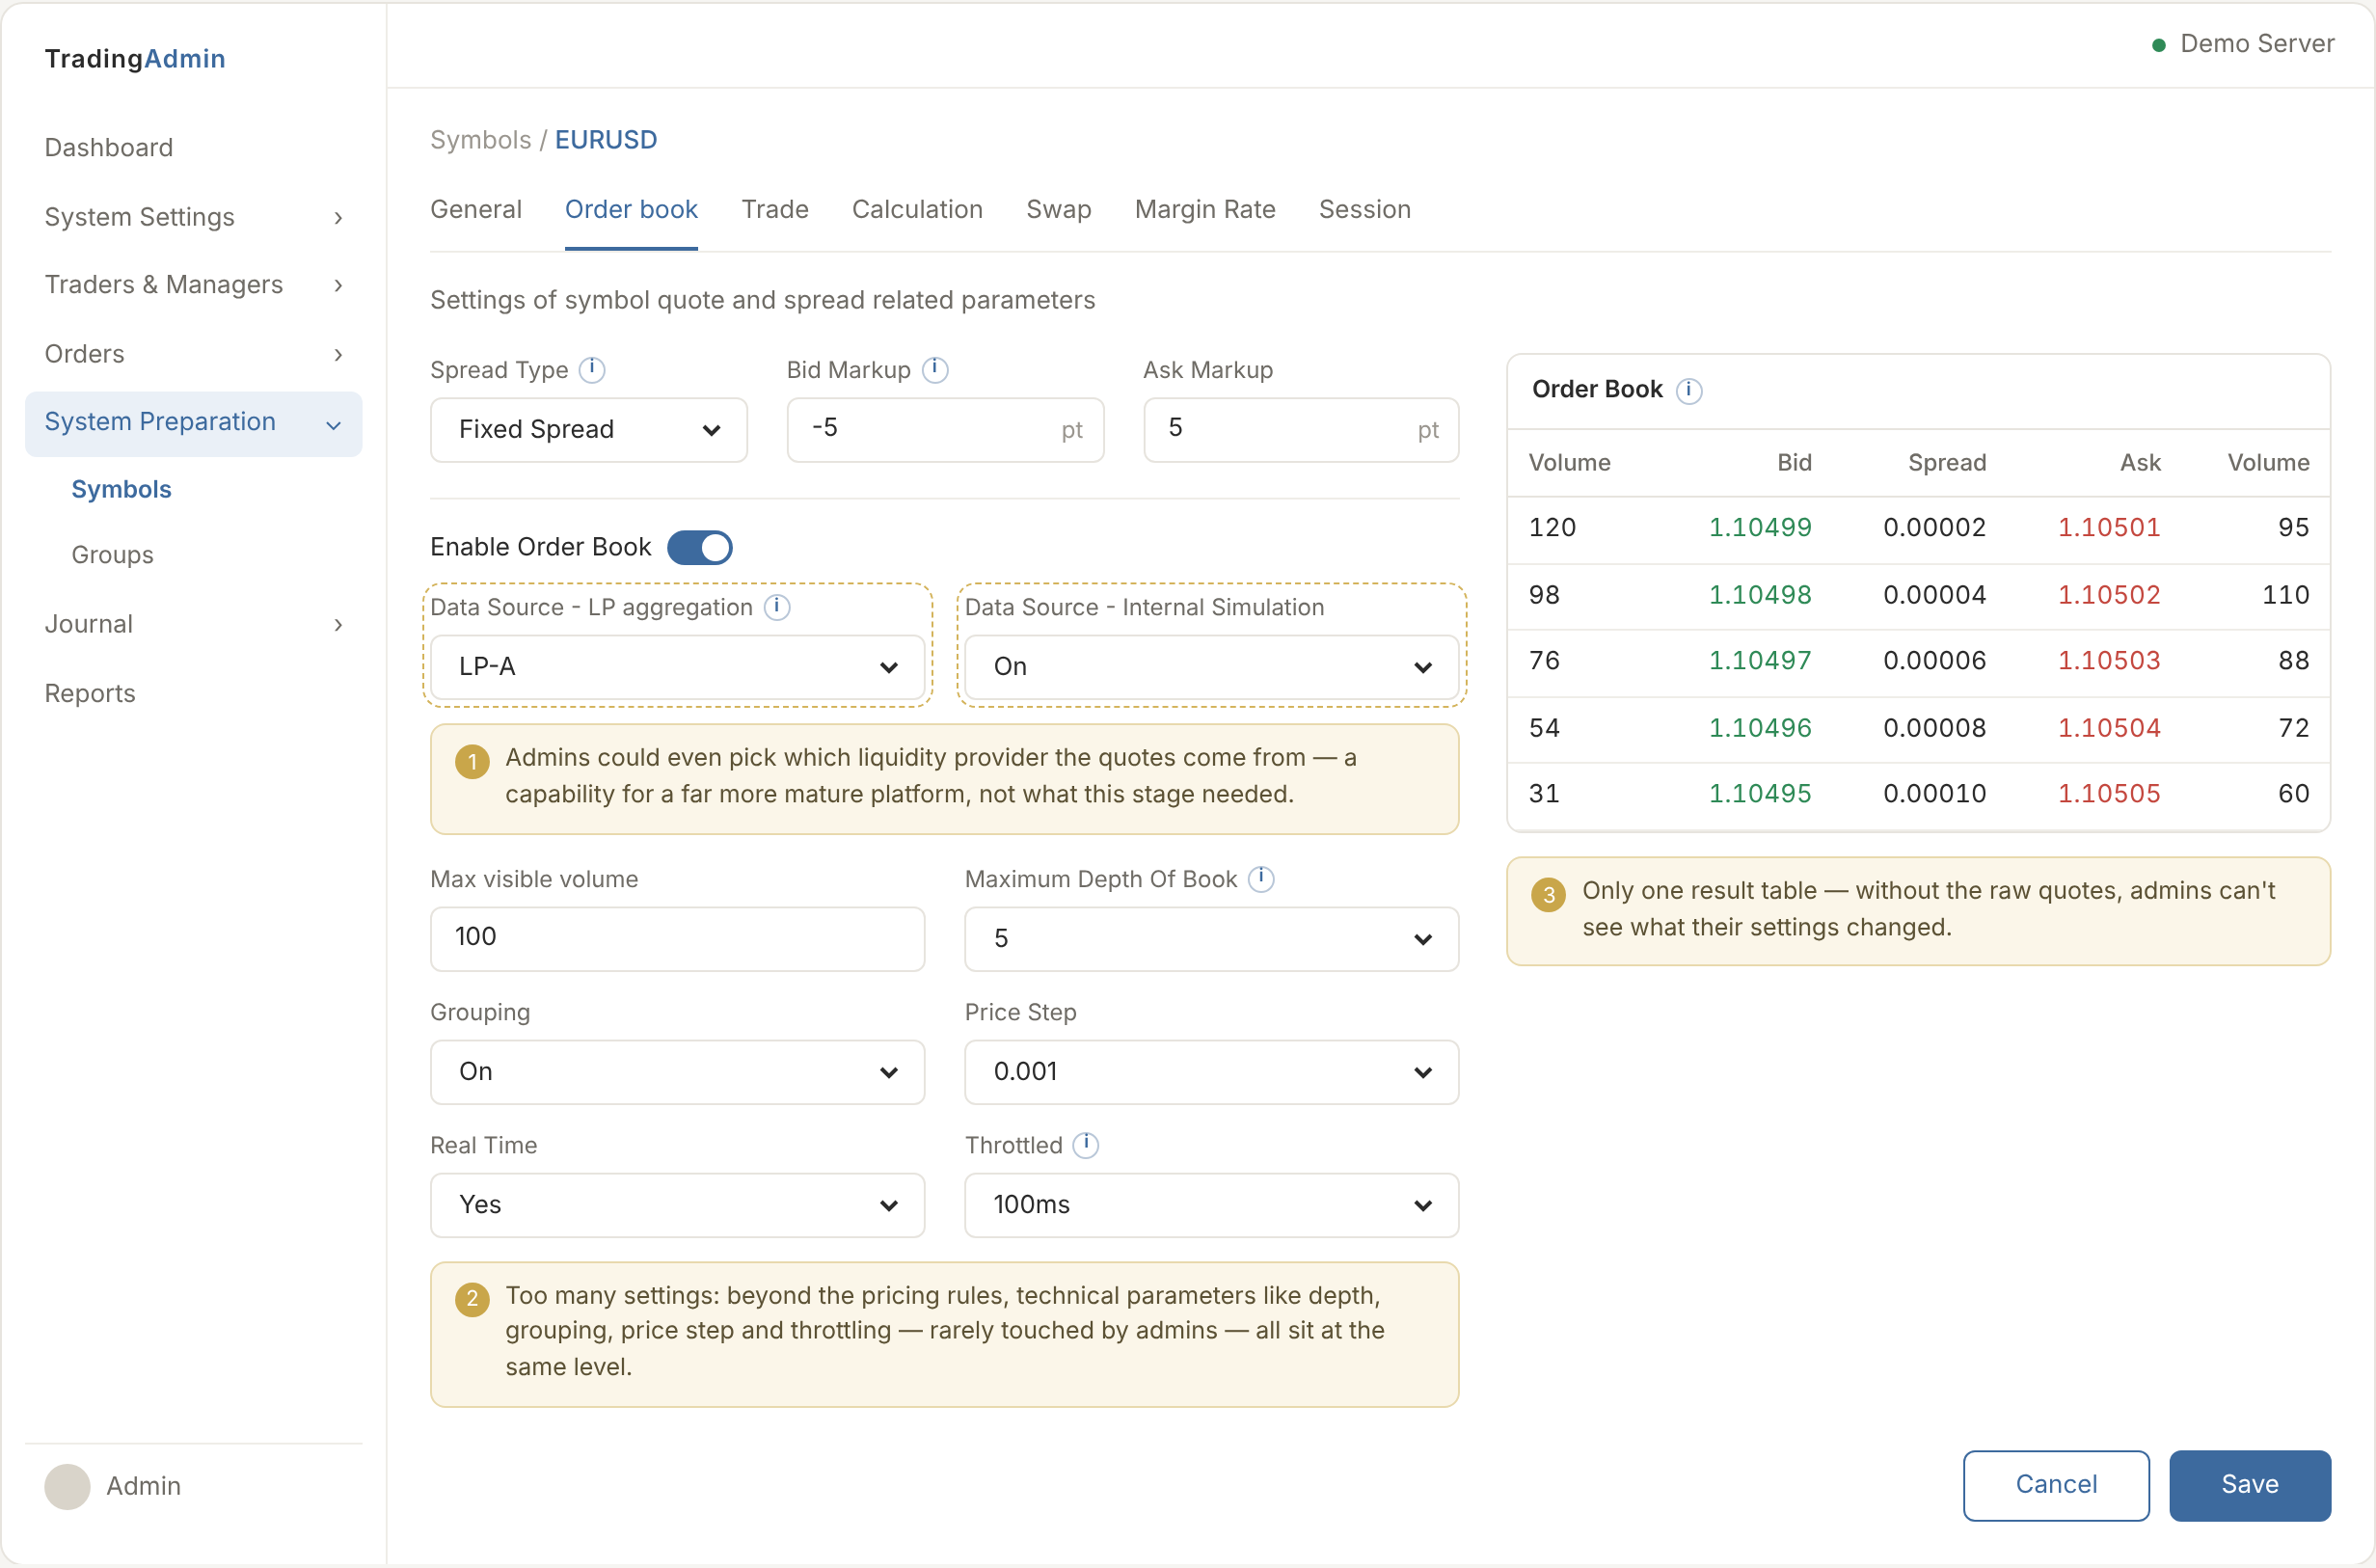 TradingAdmin
Demo Server
Dashboard
System Settings
Traders & Managers
Orders
System Preparation
Symbols
Groups
Journal
Reports
Admin
Symbols / EURUSD
General Order book Trade Calculation Swap Margin Rate Session
Settings of symbol quote and spread related parameters
Spread Type i Bid Markup i Ask Markup
Fixed Spread -5 pt 5 pt
Enable Order Book
Data Source - LP aggregation i Data Source - Internal Simulation
LP-A On
1 Admins could even pick which liquidity provider the quotes come from — a
capability for a far more mature platform, not what this stage needed.
Max visible volume Maximum Depth Of Book i
100 5
Grouping Price Step
On 0.001
Real Time Throttled i
Yes 100ms
2 Too many settings: beyond the pricing rules, technical parameters like depth,
grouping, price step and throttling — rarely touched by admins — all sit at the
same level.
Order Book i
Volume Bid Spread Ask Volume
120 1.10499 0.00002 1.10501 95
98 1.10498 0.00004 1.10502 110
76 1.10497 0.00006 1.10503 88
54 1.10496 0.00008 1.10504 72
31 1.10495 0.00010 1.10505 60
3 Only one result table — without the raw quotes, admins can't
see what their settings changed.
Cancel Save